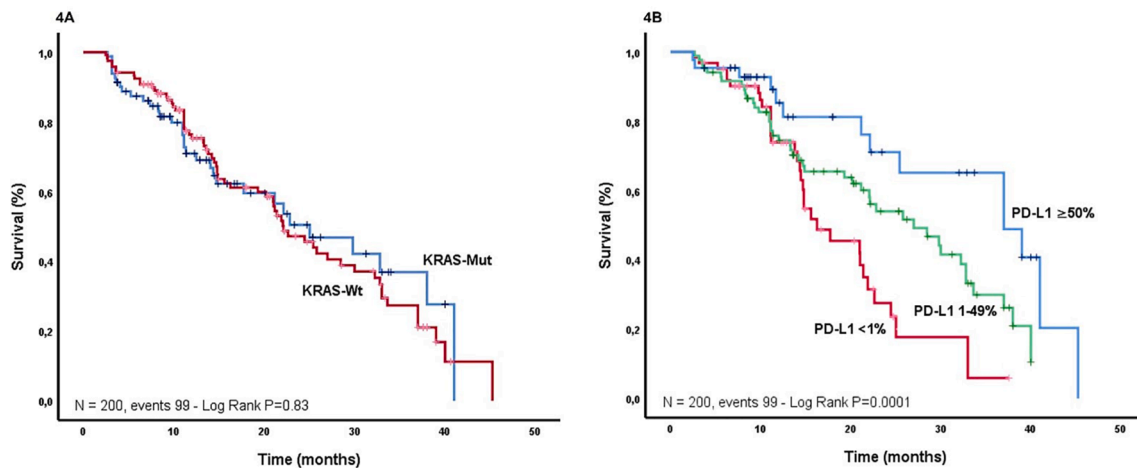 4A
Survival (%)
1,0
0,8
0,6
0,4
0,2
0,0
KRAS-Mut
KRAS-Wt
N = 200, events 99 - Log Rank P=0.83
0 10 20 30 40 50
Time (months)
4B
Survival (%)
1,0
0,8
0,6
0,4
0,2
0,0
PD-L1 ≥50%
PD-L1 1-49%
PD-L1 <1%
N = 200, events 99 - Log Rank P=0.0001
0 10 20 30 40 50
Time (months)